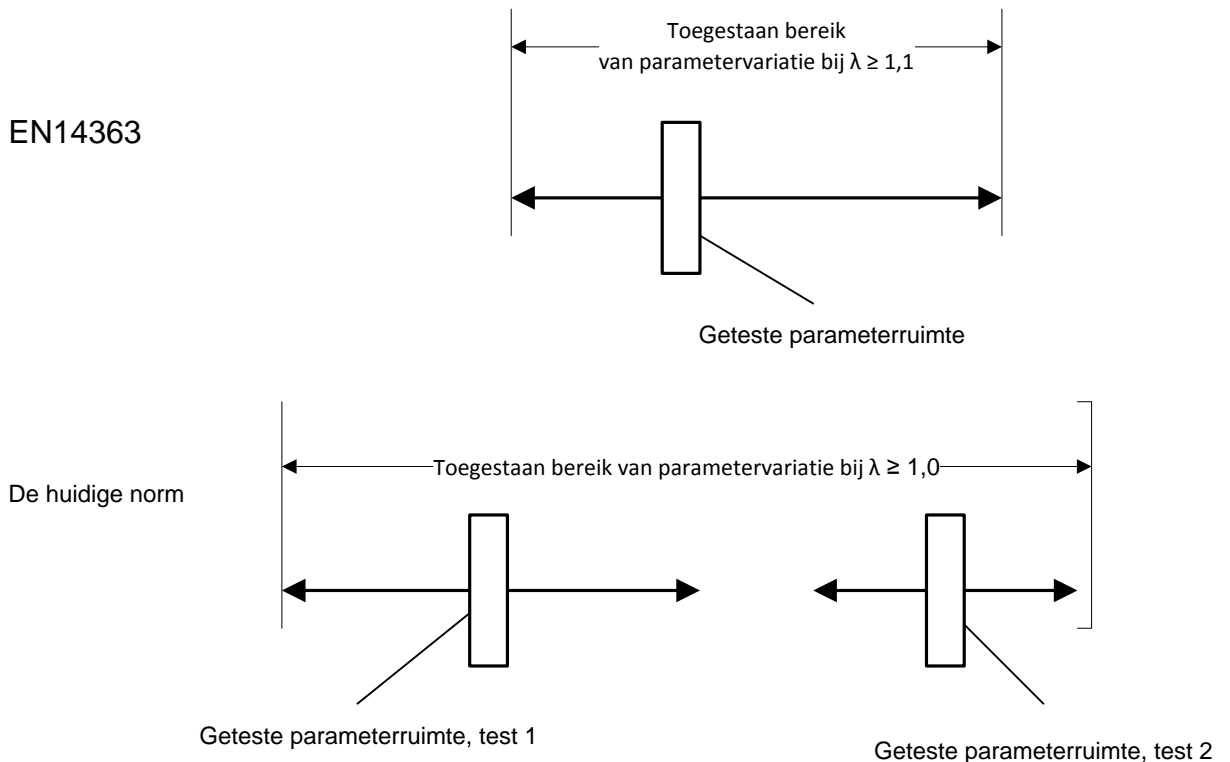 Toegestaan bereik
van parametervariatie bij λ ≥ 1,1
EN14363
Geteste parameterruimte
Toegestaan bereik van parametervariatie bij λ ≥ 1,0
De huidige norm
Geteste parameterruimte, test 1
Geteste parameterruimte, test 2